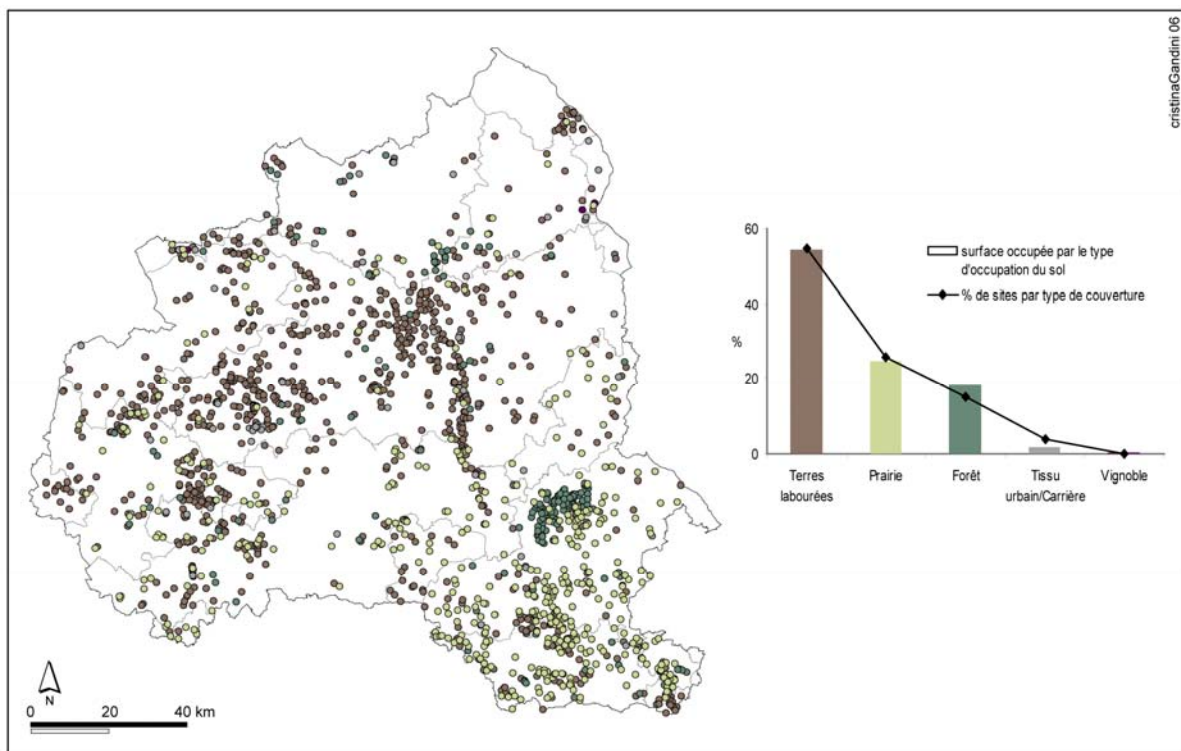 cristinaGandini 06
60
40
%
20
0
surface occupée par le type
d'occupation du sol
% de sites par type de couverture
Terres
labourées
Prairie
Forêt
Tissu
urbain/Carrière
Vignoble
N
0 20 40 km